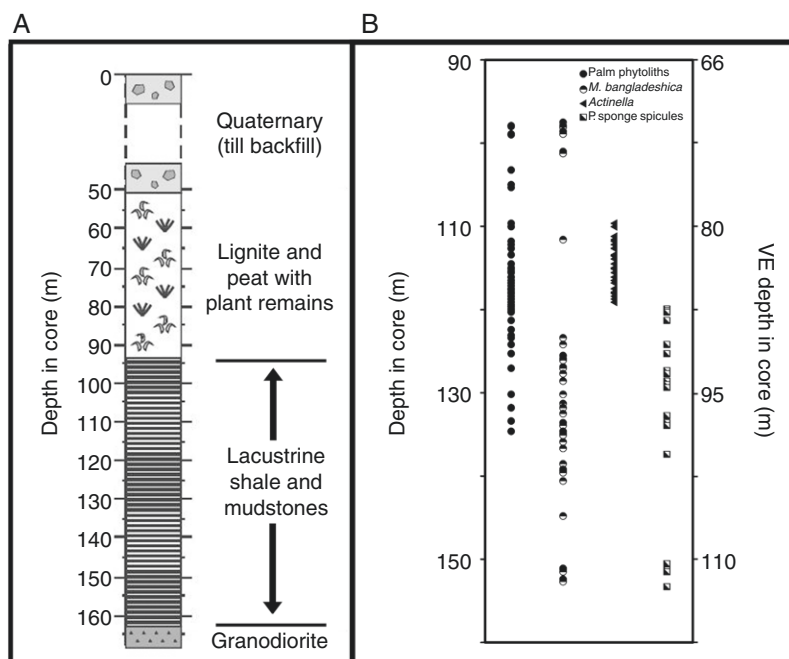 A
0
50
60
70
80
90
100
110
120
130
140
150
160
Depth in core (m)
Quaternary
(till backfill)
Lignite and
peat with
plant remains
Lacustrine
shale and
mudstones
Granodiorite
B
90
110
130
150
Depth in core (m)
Palm phytoliths
M. bangladeshica
Actinella
P. sponge spicules
66
80
95
110
VE depth in core (m)